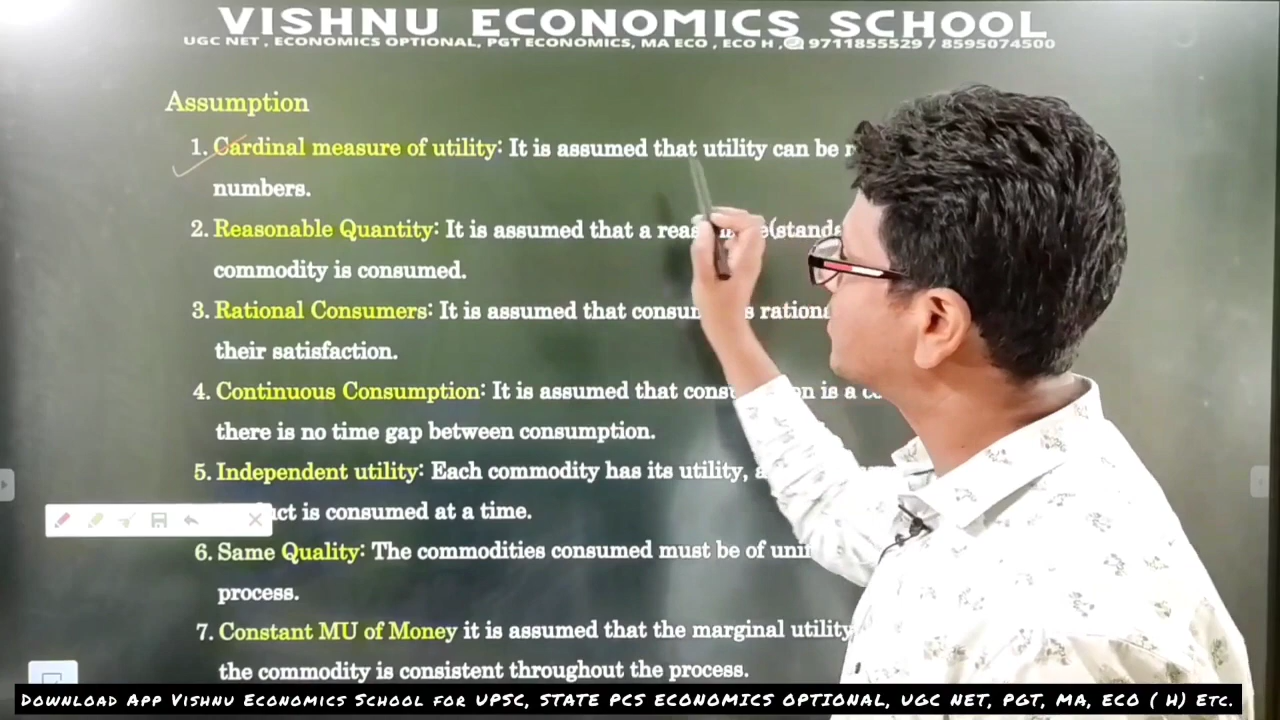 VISHNU ECONOMICS SCHOOL
UGC NET , ECONOMICS OPTIONAL, PGT ECONOMICS, MA ECO , ECO H , 9711855529 / 8595074500
Assumption
1. Cardinal measure of utility: It is assumed that utility can be
numbers.
2. Reasonable Quantity: It is assumed that a
commodity is consumed.
3. Rational Consumers: It is assumed that
their satisfaction.
4. Continuous Consumption: It is assumed that is a
there is no time gap between consumption.
5. Independent utility: Each commodity has its utility,
is consumed at a time.
6. Same Quality: The commodities consumed must be of
process.
7. Constant MU of Money it is assumed that the marginal utility
the commodity is consistent throughout the process.
Download App Vishnu Economics School for UPSC, STATE PCS ECONOMICS OPTIONAL, UGC NET, PGT, MA, ECO ( H) Etc.